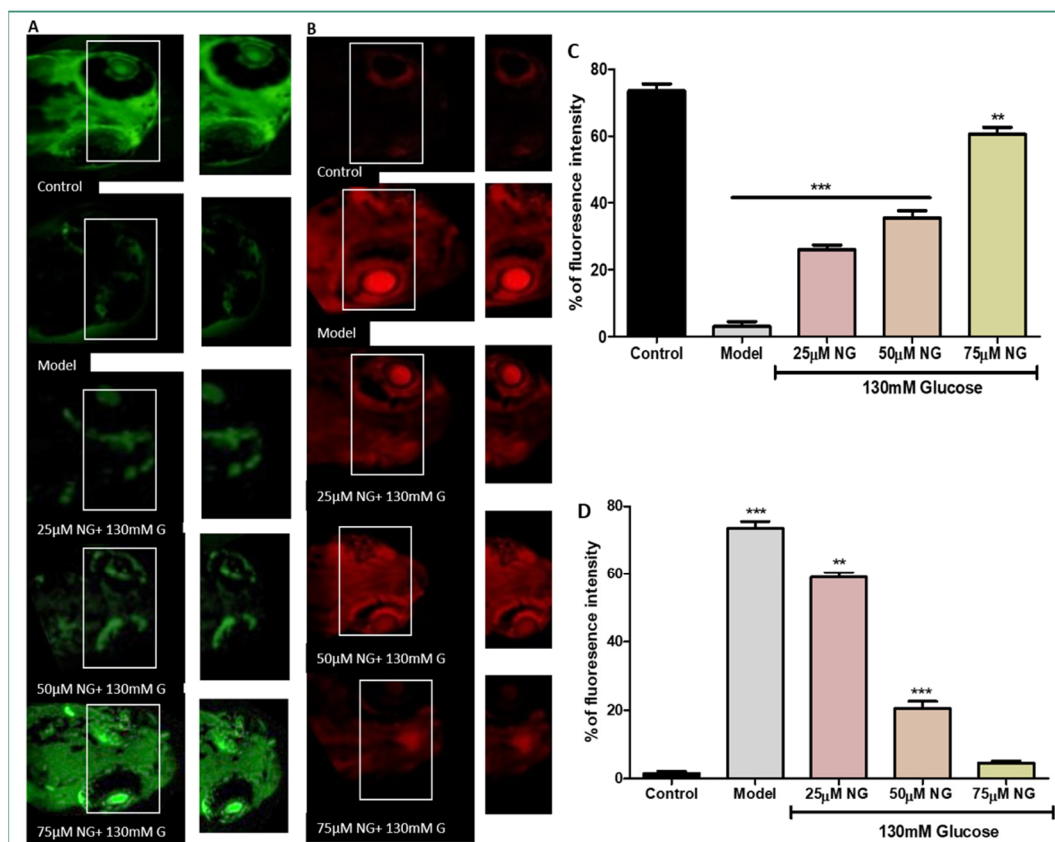 A
Control
Model
25µM NG+ 130mM G
50µM NG+ 130mM G
75µM NG+ 130mM G
B
Control
Model
25µM NG+ 130mM G
50µM NG+ 130mM G
75µM NG+ 130mM G
C
% of fluoresence intensity
80
60
40
20
0
***
**
Control
Model
25µM NG
50µM NG
75µM NG
130mM Glucose
D
% of fluoresence intensity
80
60
40
20
0
***
**
***
Control
Model
25µM NG
50µM NG
75µM NG
130mM Glucose